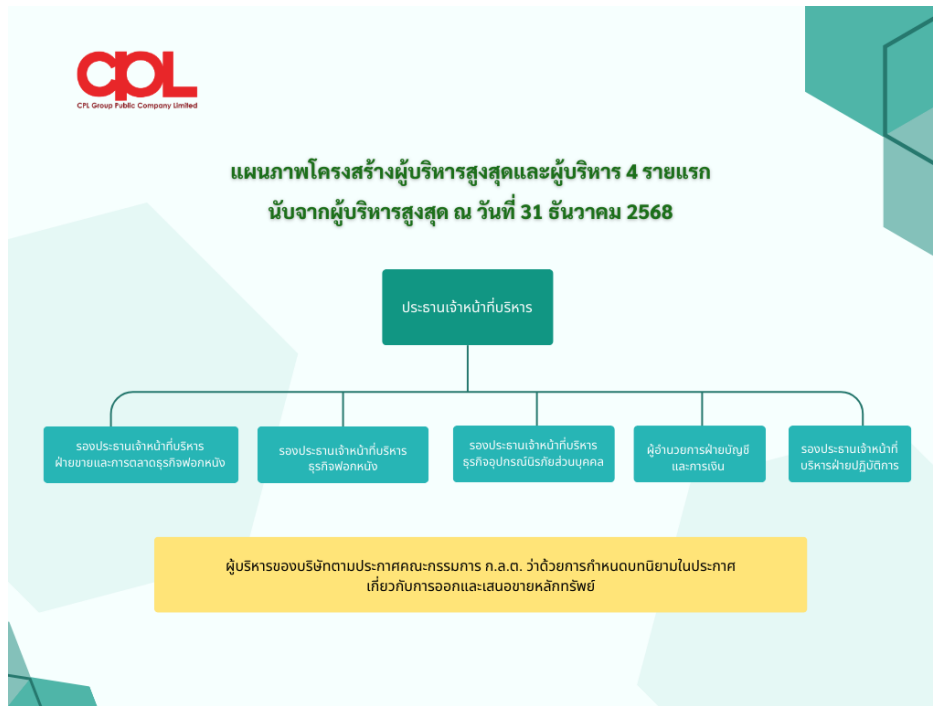 CPL
CPL Group Public Company Limited
แผนภาพโครงสร้างผู้บริหารสูงสุดและผู้บริหาร 4 รายแรก
นับจากผู้บริหารสูงสุด ณ วันที่ 31 ธันวาคม 2568
ประธานเจ้าหน้าที่บริหาร
รองประธานเจ้าหน้าที่บริหาร
ฝ่ายขายและการตลาดธุรกิจฟอกหนัง
รองประธานเจ้าหน้าที่บริหาร
ธุรกิจฟอกหนัง
รองประธานเจ้าหน้าที่บริหาร
ธุรกิจอุปกรณ์นิรภัยส่วนบุคคล
ผู้อำนวยการฝ่ายบัญชี
และการเงิน
รองประธานเจ้าหน้าที่
บริหารฝ่ายปฏิบัติการ
ผู้บริหารของบริษัทตามประกาศคณะกรรมการ ก.ล.ต. ว่าด้วยการกำหนดบทนิยามในประกาศ
เกี่ยวกับการออกและเสนอขายหลักทรัพย์